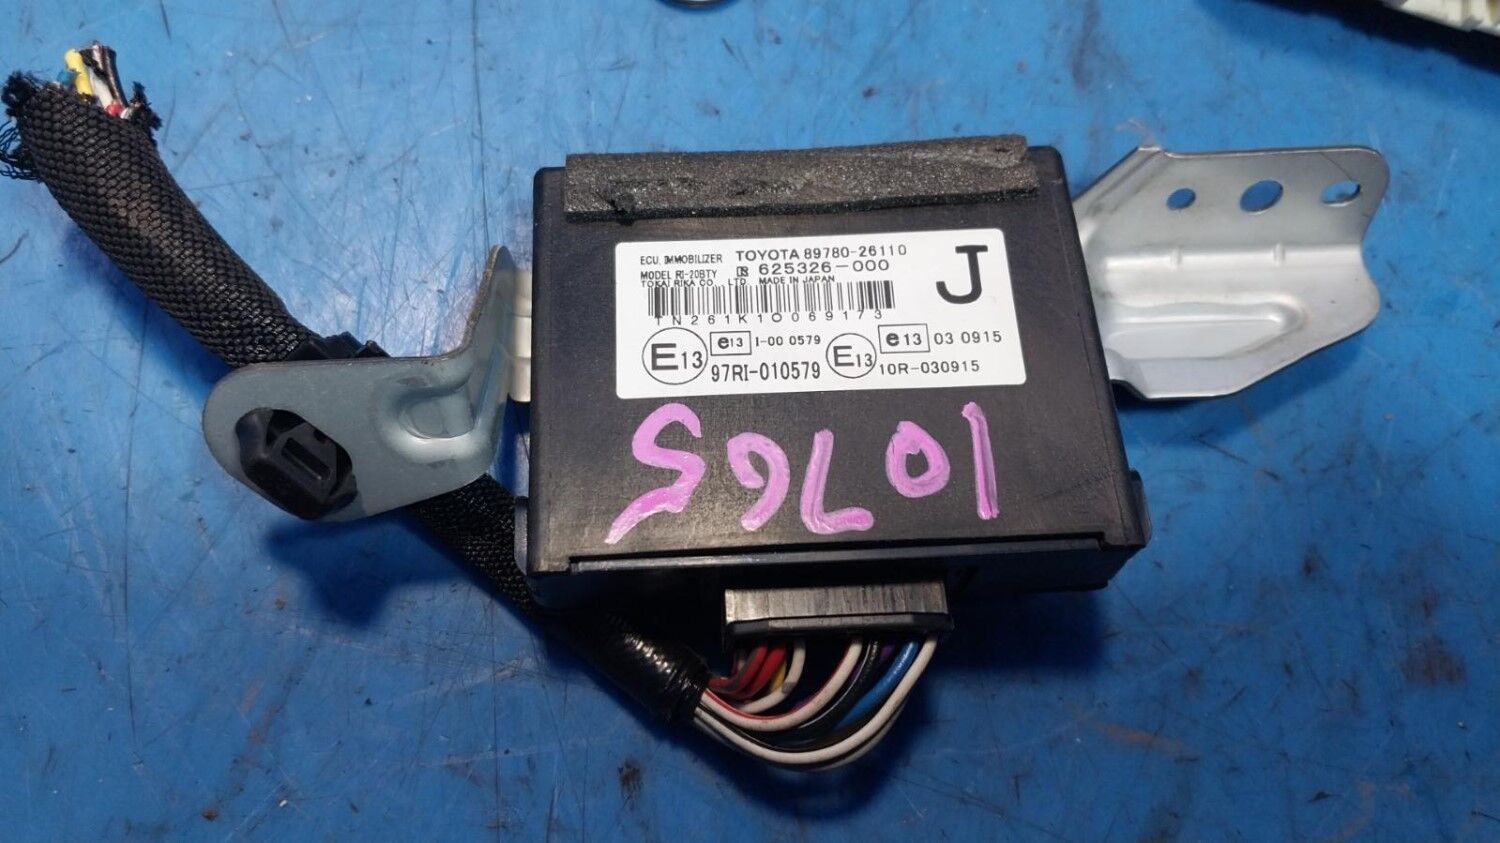 ECU, IMMOBILIZER TOYOTA 89780-26110
MODEL RI-20BTY 625326-000
TOKAI RIKA CO., LTD. MADE IN JAPAN
J
TN261K10069173
E13 e13 I-00 0579
97RI-010579
E13 e13 03 0915
10R-030915
10765